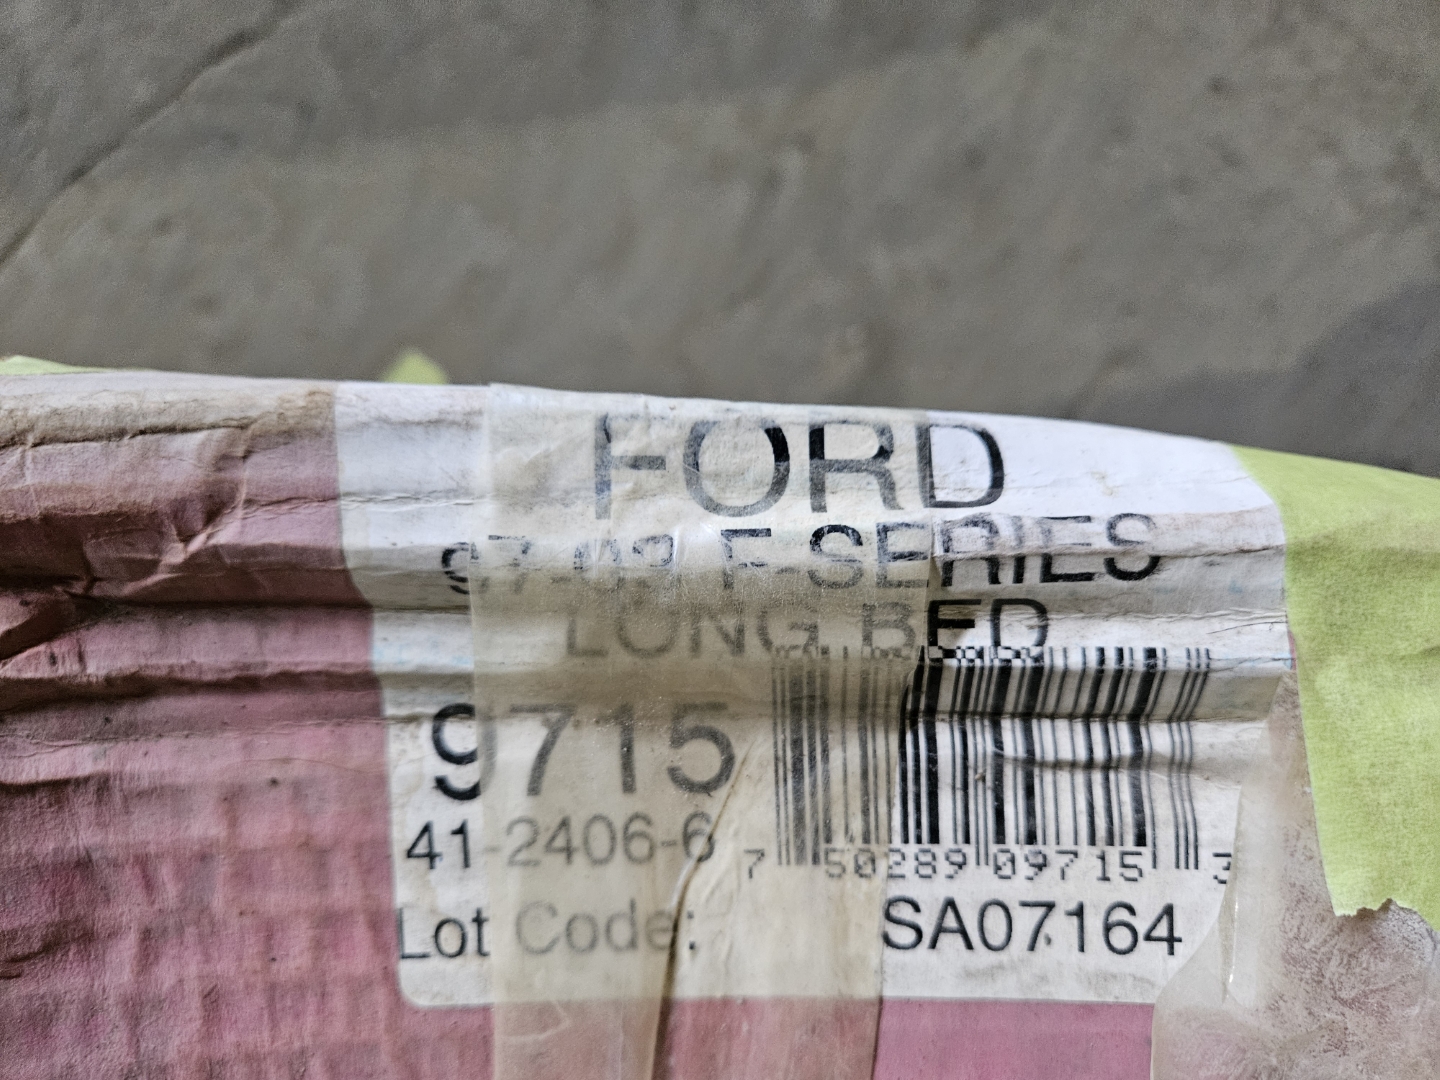 FORD
97-03 F-SERIES
LONG BED
9715
41-2406-6
7 50289 09715 3
Lot Code: SA07164